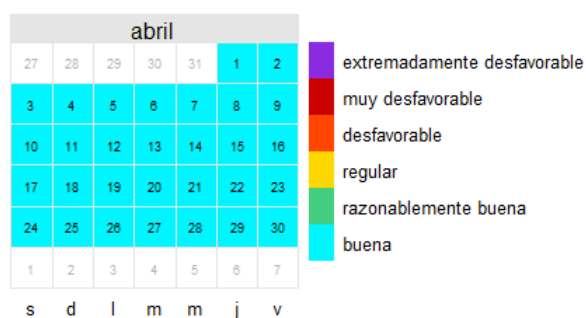 abril
27 28 29 30 31 1 2
3 4 5 6 7 8 9
10 11 12 13 14 15 16
17 18 19 20 21 22 23
24 25 26 27 28 29 30
1 2 3 4 5 6 7
s d l m m j v
extremadamente desfavorable
muy desfavorable
desfavorable
regular
razonablemente buena
buena